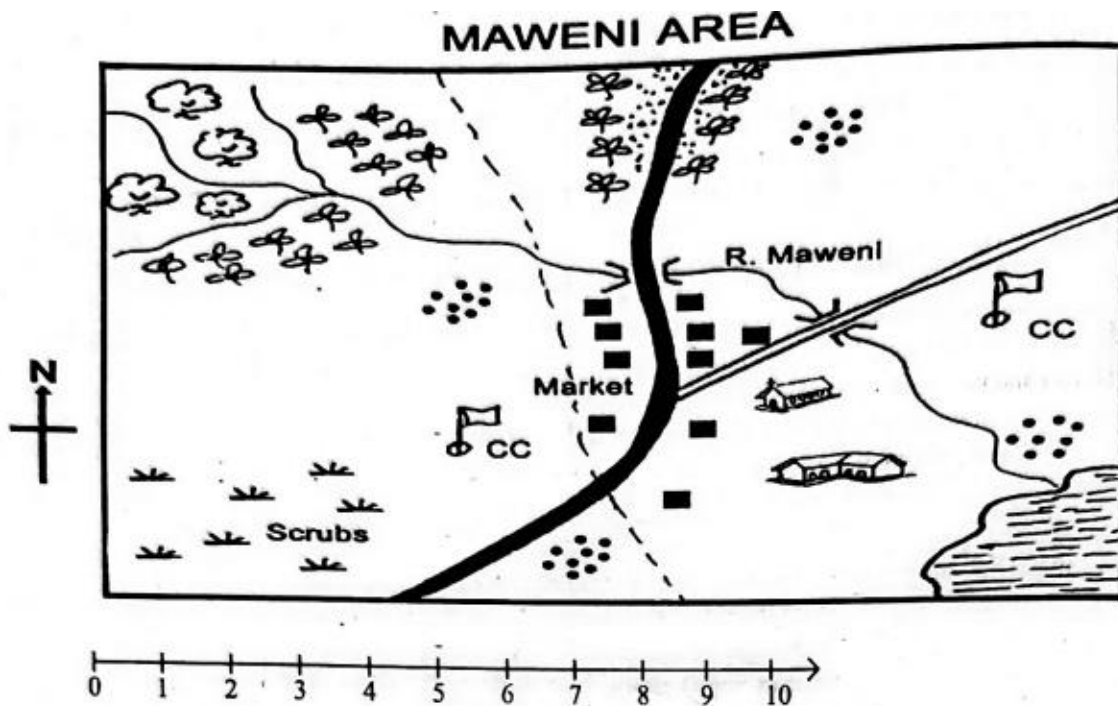 MAWENI AREA
R. Maweni
CC
N
Market
CC
Scrubs
0 1 2 3 4 5 6 7 8 9 10